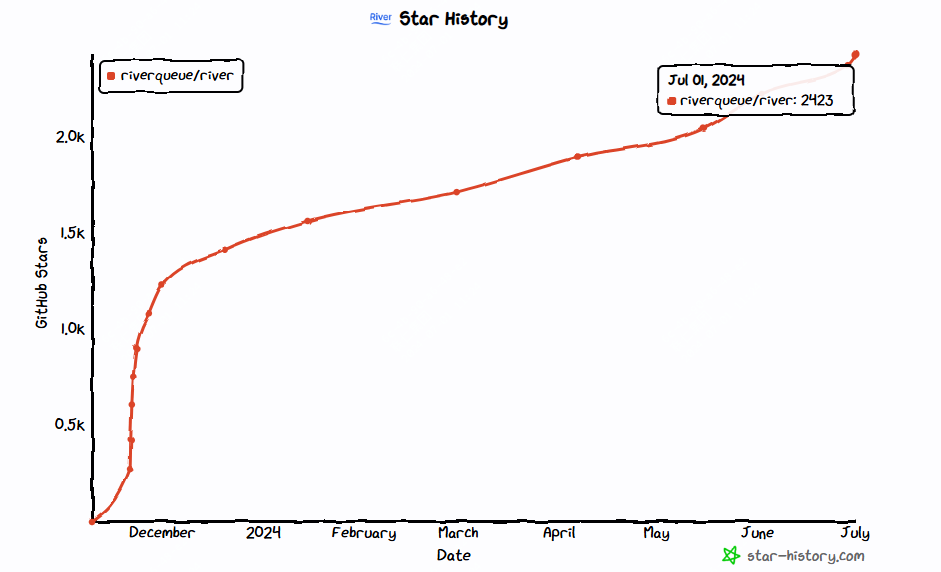 River Star History
riverqueue/river
Jul 01, 2024
riverqueue/river: 2423
2.0k
1.5k
1.0k
0.5k
GitHub Stars
December 2024 February March April May June July
Date
star-history.com